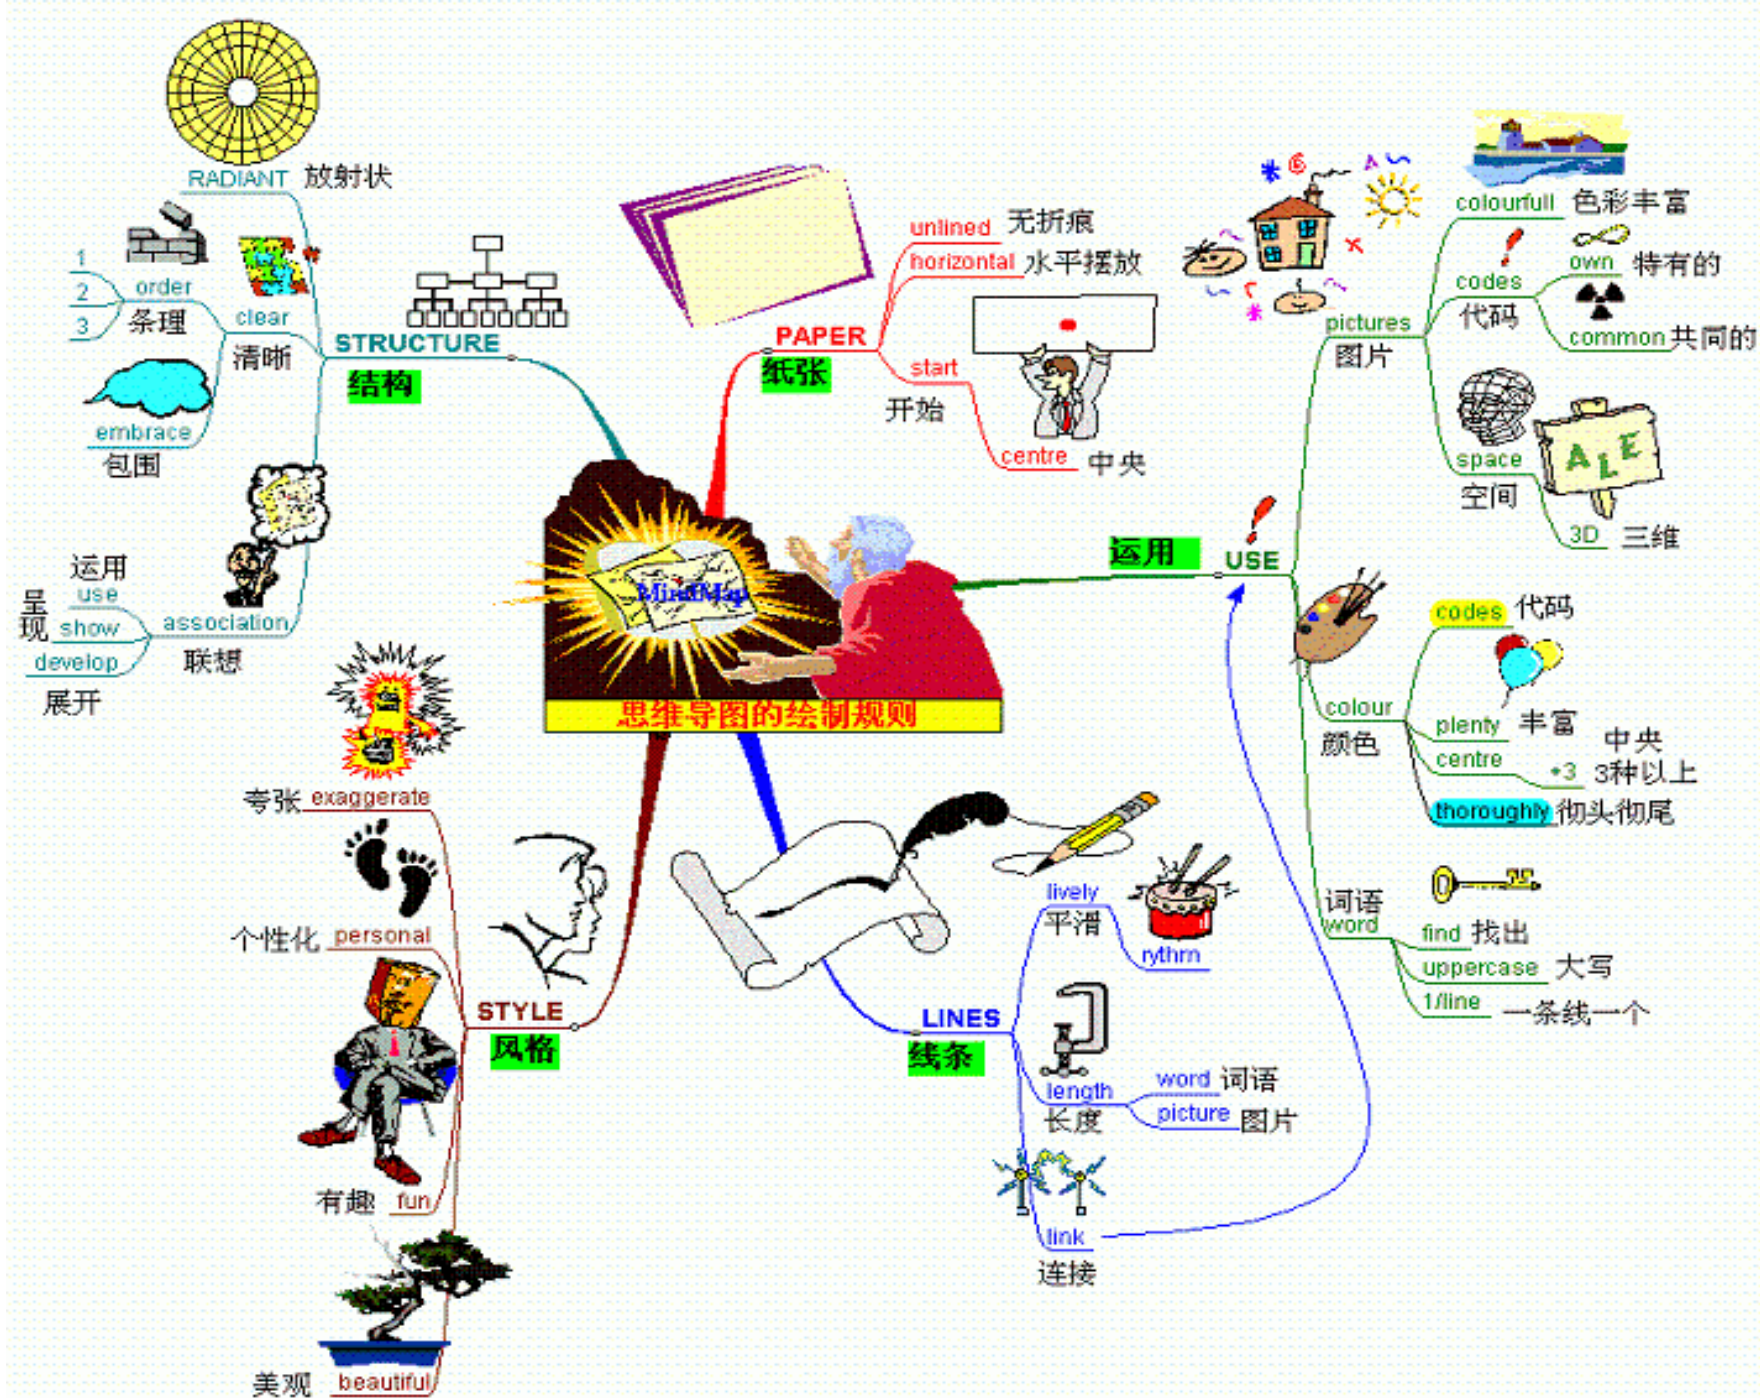 MindMap
思维导图的绘制规则
PAPER
纸张
unlined 无折痕
horizontal 水平摆放
start
开始
centre 中央
运用
USE
pictures
图片
colourfull 色彩丰富
codes
代码
own 特有的
common 共同的
space
空间
ALE
3D 三维
colour
颜色
codes 代码
plenty 丰富
centre
中央
+3 3种以上
thoroughly 彻头彻尾
词语
word
find 找出
uppercase 大写
1/line 一条线一个
LINES
线条
lively
平滑
rythm
length
长度
word 词语
picture 图片
link
连接
STYLE
风格
夸张 exaggerate
个性化 personal
有趣 fun
美观 beautiful
STRUCTURE
结构
RADIANT 放射状
clear
清晰
order
条理
1
2
3
embrace
包围
association
联想
运用
use
呈现 show
develop
展开